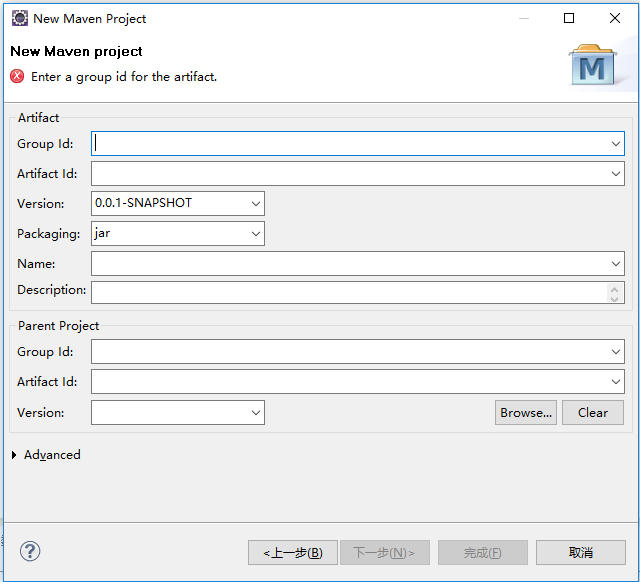 New Maven Project
New Maven project
Enter a group id for the artifact.
M
Artifact
Group Id:
Artifact Id:
Version: 0.0.1-SNAPSHOT
Packaging: jar
Name:
Description:
Parent Project
Group Id:
Artifact Id:
Version: Browse... Clear
Advanced
? <上一步(B) 下一步(N)> 完成(F) 取消